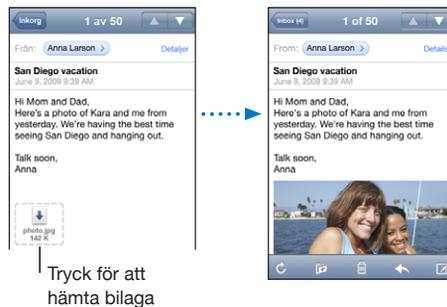 Inkorg
1 av 50
Från: Anna Larson
Detaljer
San Diego vacation
June 9, 2009 9:39 AM
Hi Mom and Dad,
Here's a photo of Kara and me from
yesterday. We're having the best time
seeing San Diego and hanging out.
Talk soon,
Anna
photo.jpg
142 K
Tryck för att
hämta bilaga
Inbox (4)
1 of 50
From: Anna Larson
Details
San Diego vacation
June 9, 2009 9:39 AM
Hi Mom and Dad,
Here's a photo of Kara and me from
yesterday. We're having the best time
seeing San Diego and hanging out.
Talk soon,
Anna